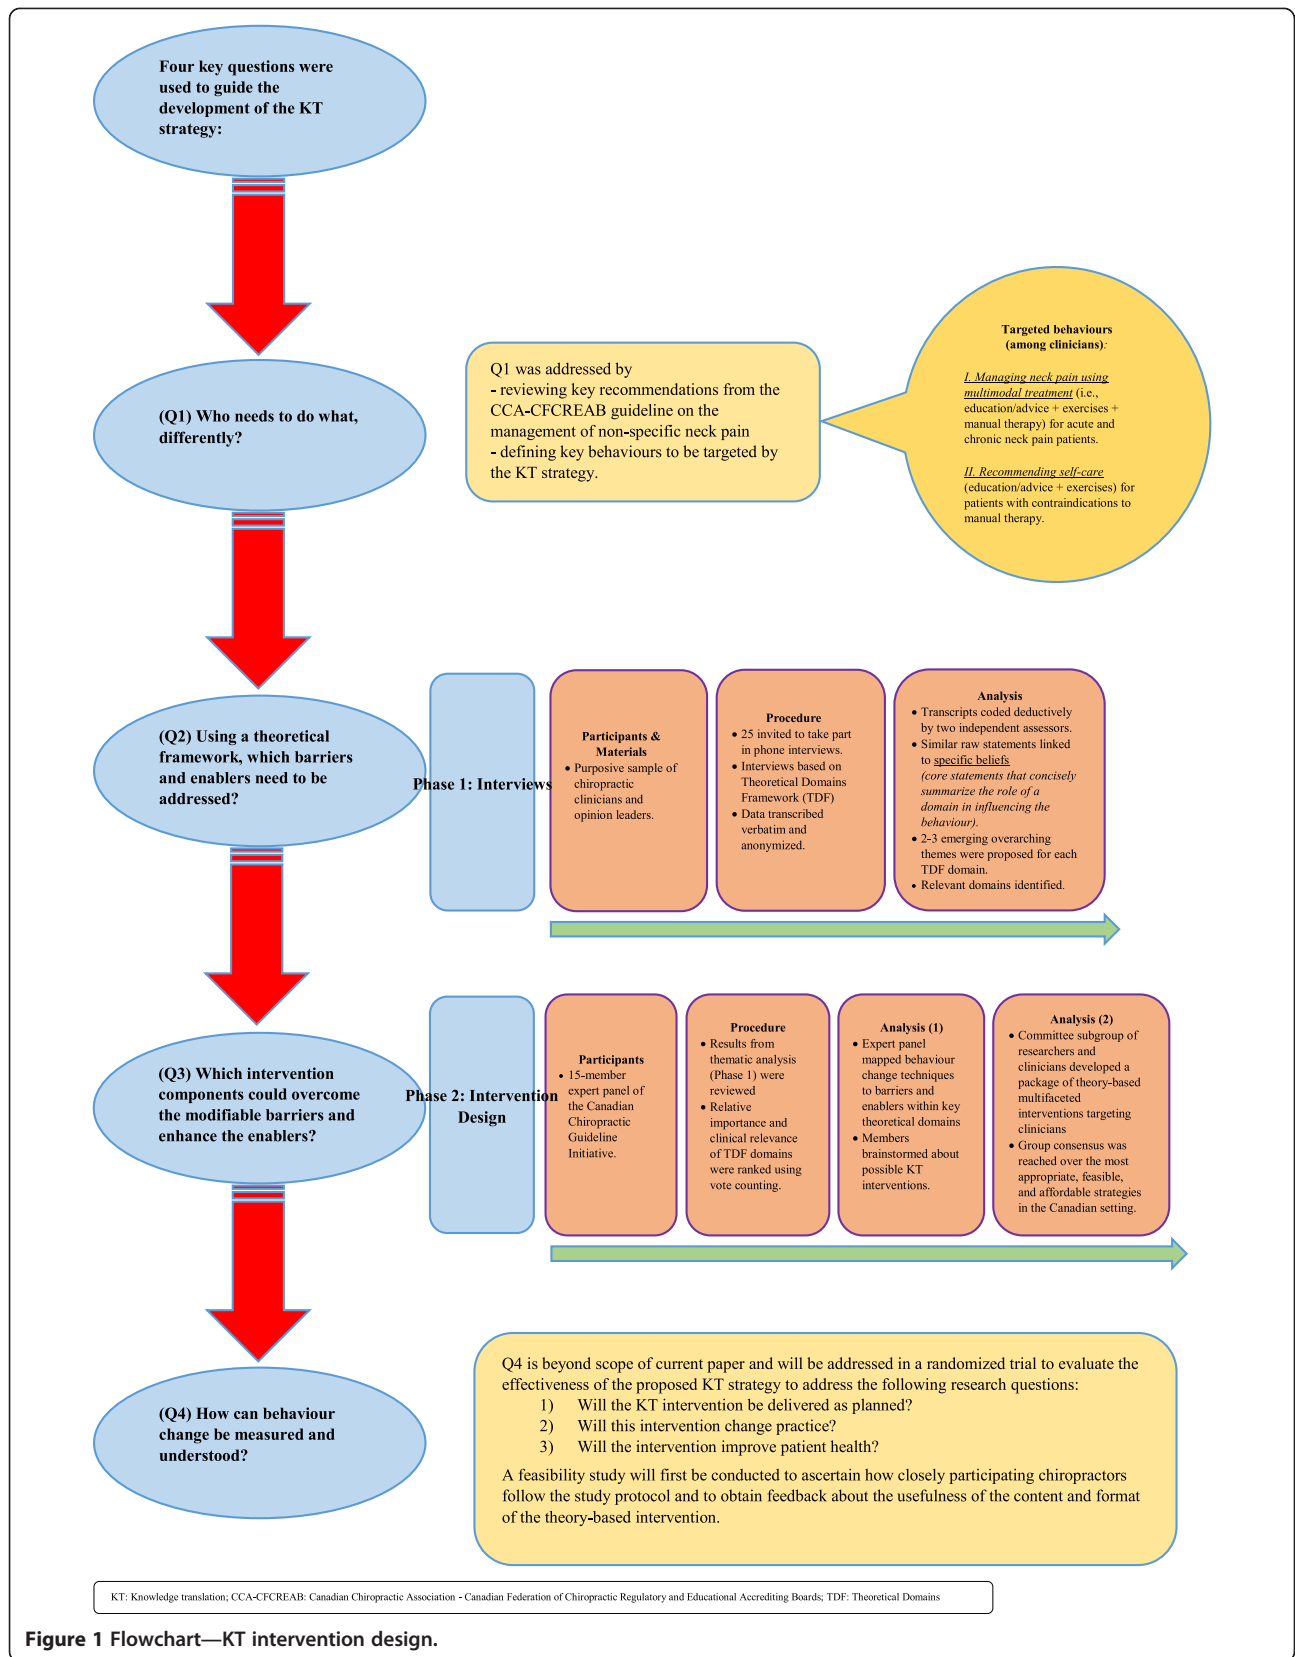 Four key questions were
used to guide the
development of the KT
strategy:
(Q1) Who needs to do what,
differently?
Q1 was addressed by
- reviewing key recommendations from the
CCA-CFCREAB guideline on the
management of non-specific neck pain
- defining key behaviours to be targeted by
the KT strategy.
Targeted behaviours
(among clinicians):
I. Managing neck pain using
multimodal treatment (i.e.,
education/advice + exercises +
manual therapy) for acute and
chronic neck pain patients.
II. Recommending self-care
(education/advice + exercises) for
patients with contraindications to
manual therapy.
(Q2) Using a theoretical
framework, which barriers
and enablers need to be
addressed?
Phase 1: Interviews
Participants &
Materials
• Purposive sample of
chiropractic
clinicians and
opinion leaders.
Procedure
• 25 invited to take part
in phone interviews.
• Interviews based on
Theoretical Domains
Framework (TDF)
• Data transcribed
verbatim and
anonymized.
Analysis
• Transcripts coded deductively
by two independent assessors.
• Similar raw statements linked
to specific beliefs
(core statements that concisely
summarize the role of a
domain in influencing the
behaviour).
• 2-3 emerging overarching
themes were proposed for each
TDF domain.
• Relevant domains identified.
(Q3) Which intervention
components could overcome
the modifiable barriers and
enhance the enablers?
Phase 2: Intervention
Design
Participants
• 15-member
expert panel of
the Canadian
Chiropractic
Guideline
Initiative.
Procedure
• Results from
thematic analysis
(Phase 1) were
reviewed
• Relative
importance and
clinical relevance
of TDF domains
were ranked using
vote counting.
Analysis (1)
• Expert panel
mapped behaviour
change techniques
to barriers and
enablers within key
theoretical domains
• Members
brainstormed about
possible KT
interventions.
Analysis (2)
• Committee subgroup of
researchers and
clinicians developed a
package of theory-based
multifaceted
interventions targeting
clinicians
• Group consensus was
reached over the most
appropriate, feasible,
and affordable strategies
in the Canadian setting.
(Q4) How can behaviour
change be measured and
understood?
Q4 is beyond scope of current paper and will be addressed in a randomized trial to evaluate the
effectiveness of the proposed KT strategy to address the following research questions:
1) Will the KT intervention be delivered as planned?
2) Will this intervention change practice?
3) Will the intervention improve patient health?
A feasibility study will first be conducted to ascertain how closely participating chiropractors
follow the study protocol and to obtain feedback about the usefulness of the content and format
of the theory-based intervention.
KT: Knowledge translation; CCA-CFCREAB: Canadian Chiropractic Association - Canadian Federation of Chiropractic Regulatory and Educational Accrediting Boards; TDF: Theoretical Domains
Figure 1 Flowchart—KT intervention design.